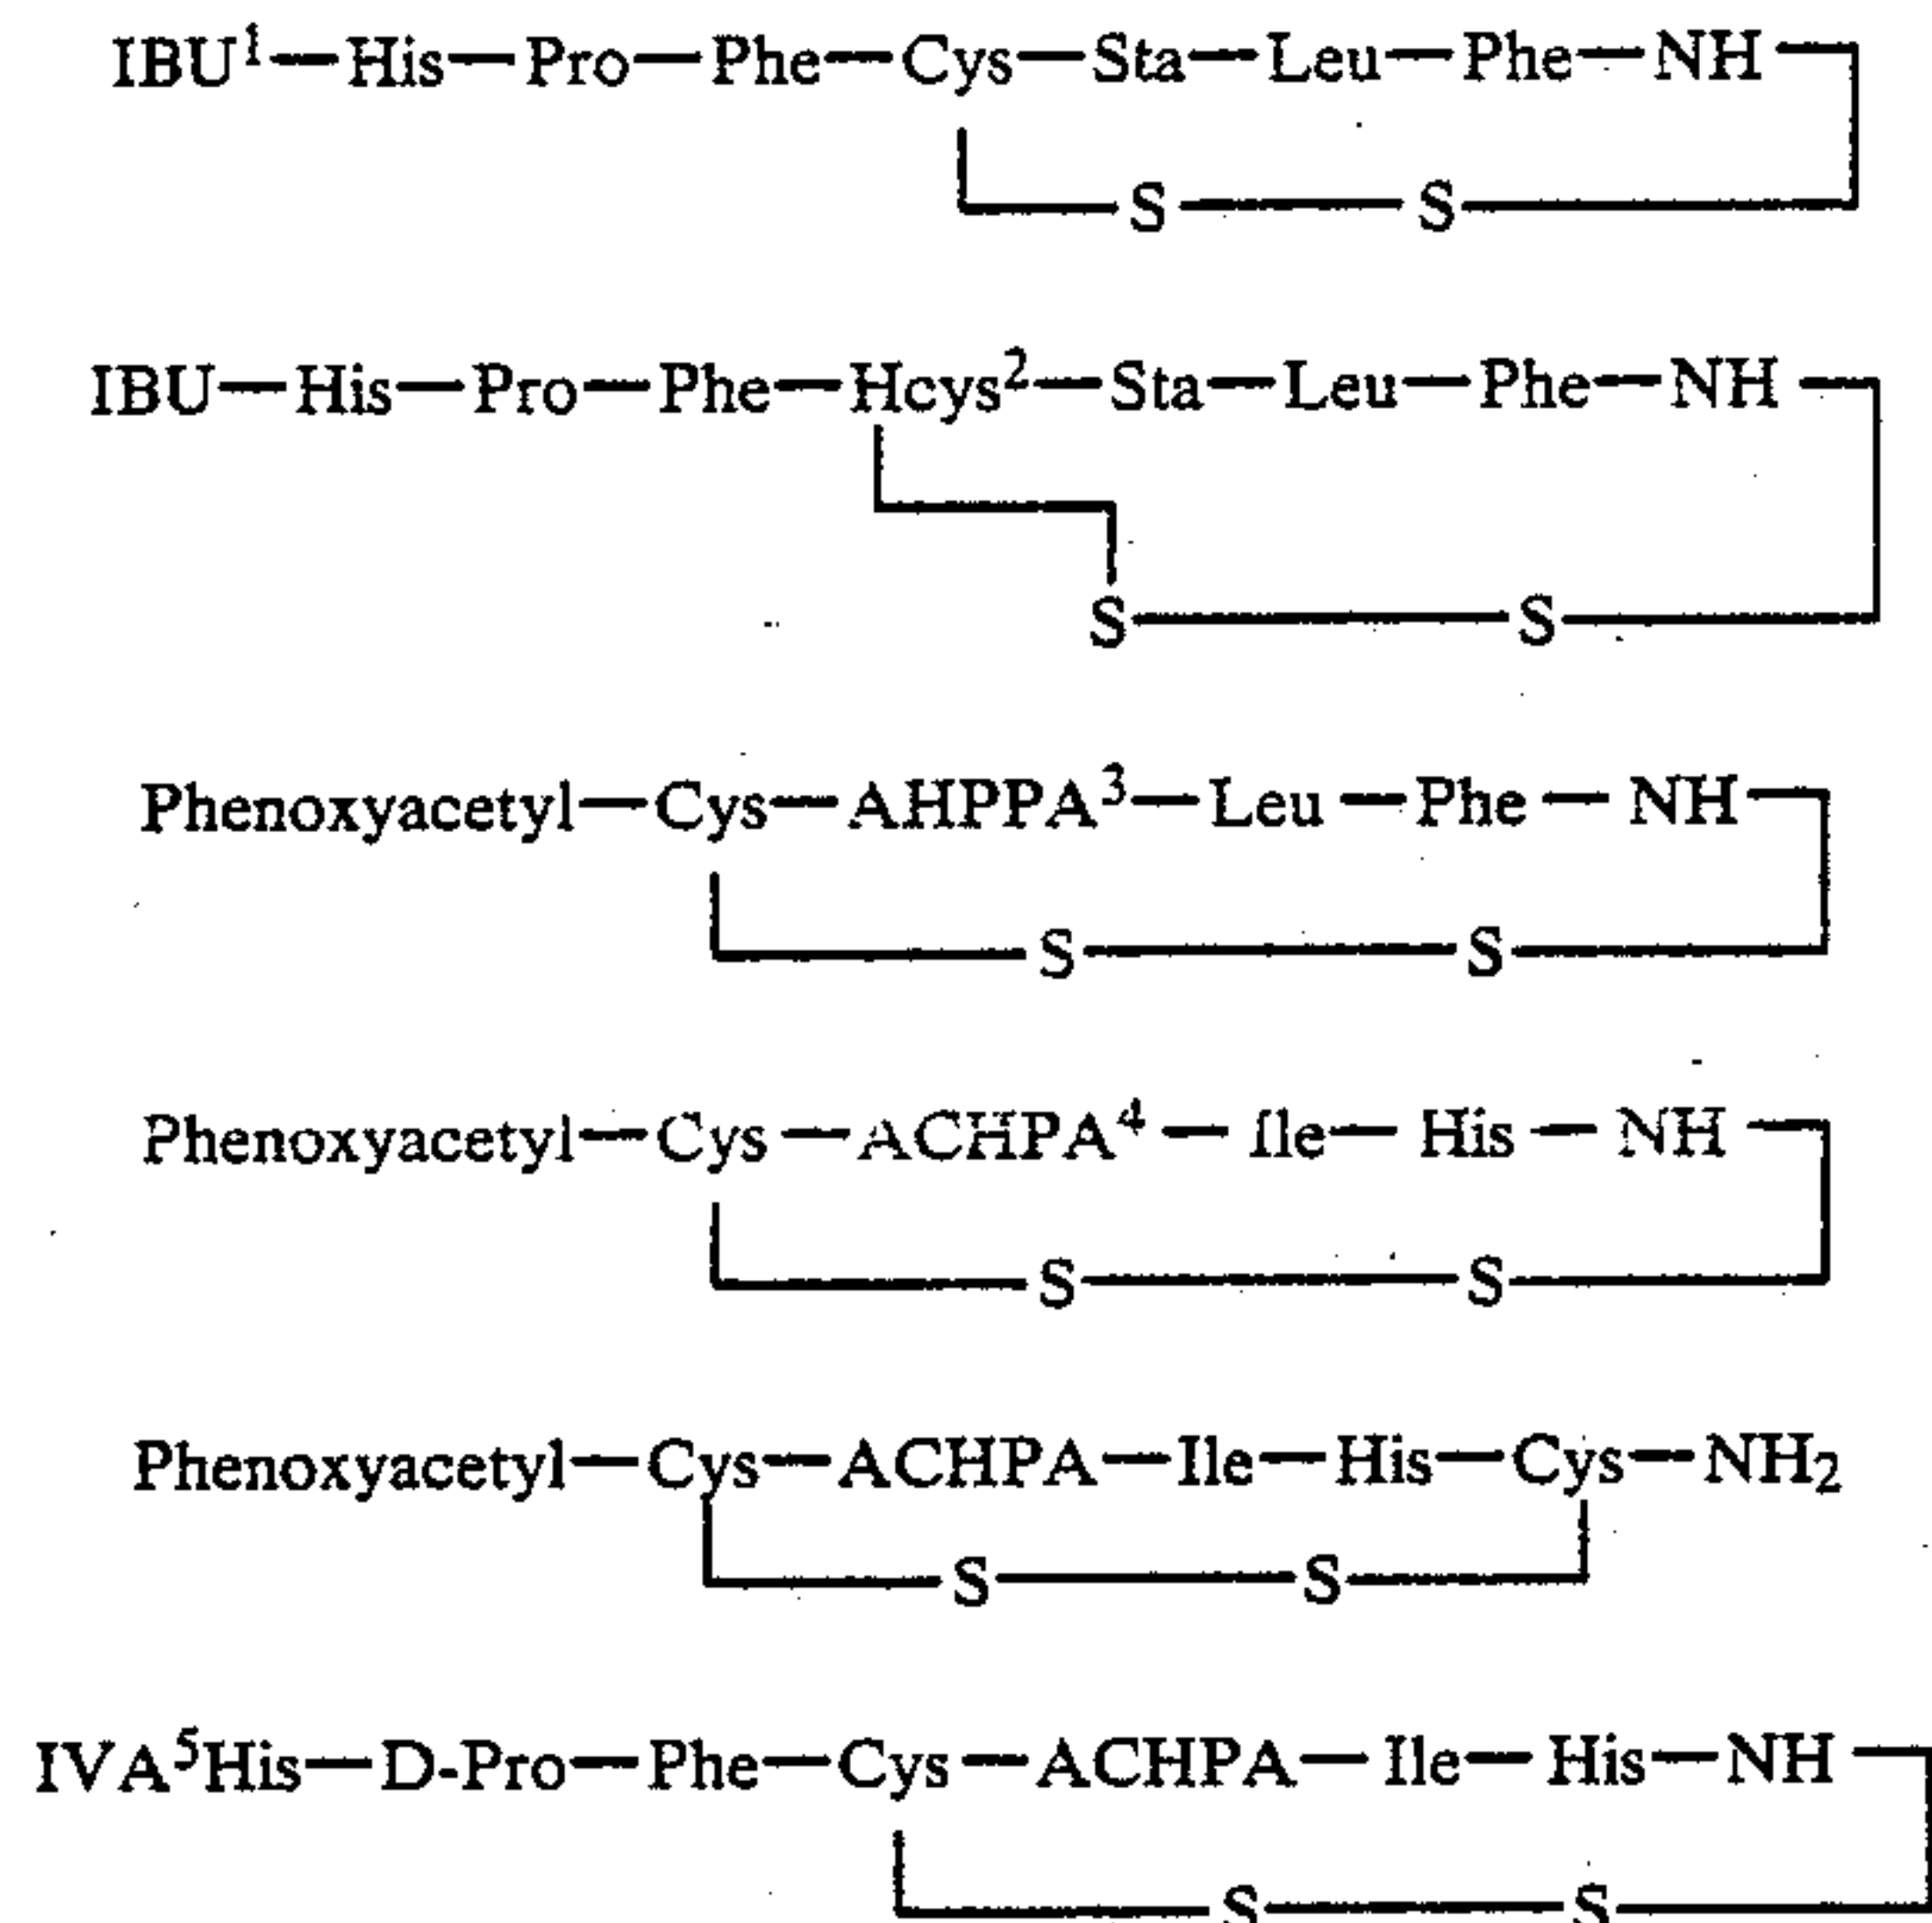 IBU¹—His—Pro—Phe—Cys—Sta—Leu—Phe—NH
S—S
IBU—His—Pro—Phe—Hcys²—Sta—Leu—Phe—NH
S—S
Phenoxyacetyl—Cys—AHPPA³—Leu—Phe—NH
S—S
Phenoxyacetyl—Cys—ACHPA⁴—Ile—His—NH
S—S
Phenoxyacetyl—Cys—ACHPA—Ile—His—Cys—NH₂
S—S
IVA⁵His—D-Pro—Phe—Cys—ACHPA—Ile—His—NH
S—S